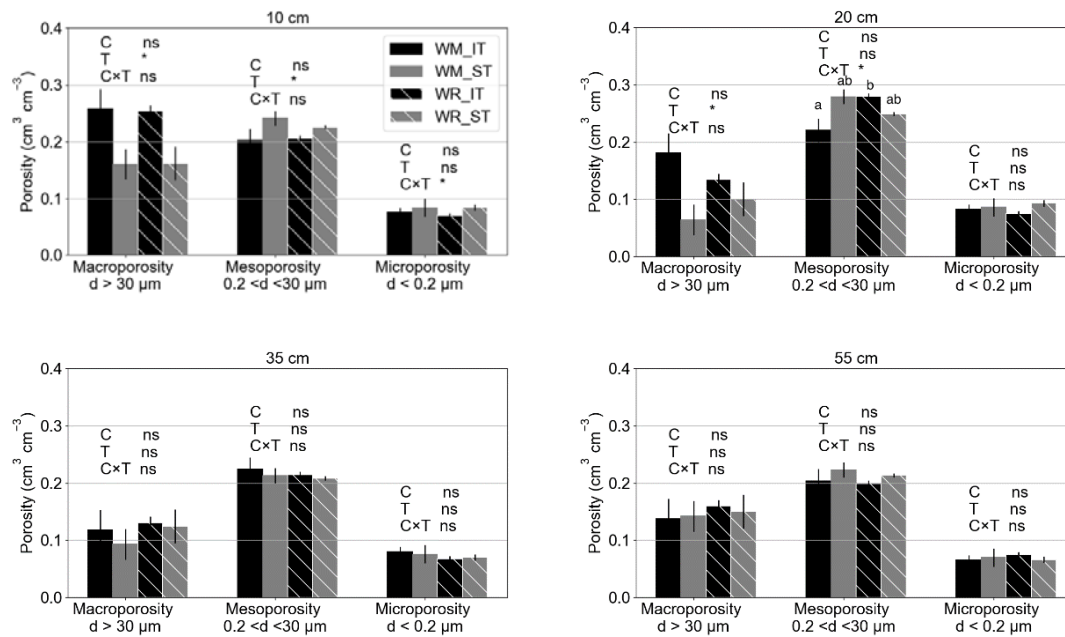 10 cm
0.4
0.3
0.2
0.1
0.0
Porosity (cm³ cm⁻³)
C ns
T *
C×T ns
C ns
T *
C×T ns
C ns
T ns
C×T *
WM_IT
WM_ST
WR_IT
WR_ST
Macroporosity
d > 30 µm
Mesoporosity
0.2 <d <30 µm
Microporosity
d < 0.2 µm
20 cm
0.4
0.3
0.2
0.1
0.0
Porosity (cm³ cm⁻³)
C ns
T *
C×T ns
C ns
T ns
C×T *
a ab b ab
C ns
T ns
C×T ns
Macroporosity
d > 30 µm
Mesoporosity
0.2 <d <30 µm
Microporosity
d < 0.2 µm
35 cm
0.4
0.3
0.2
0.1
0.0
Porosity (cm³ cm⁻³)
C ns
T ns
C×T ns
C ns
T ns
C×T ns
C ns
T ns
C×T ns
Macroporosity
d > 30 µm
Mesoporosity
0.2 <d <30 µm
Microporosity
d < 0.2 µm
55 cm
0.4
0.3
0.2
0.1
0.0
Porosity (cm³ cm⁻³)
C ns
T ns
C×T ns
C ns
T ns
C×T ns
C ns
T ns
C×T ns
Macroporosity
d > 30 µm
Mesoporosity
0.2 <d <30 µm
Microporosity
d < 0.2 µm